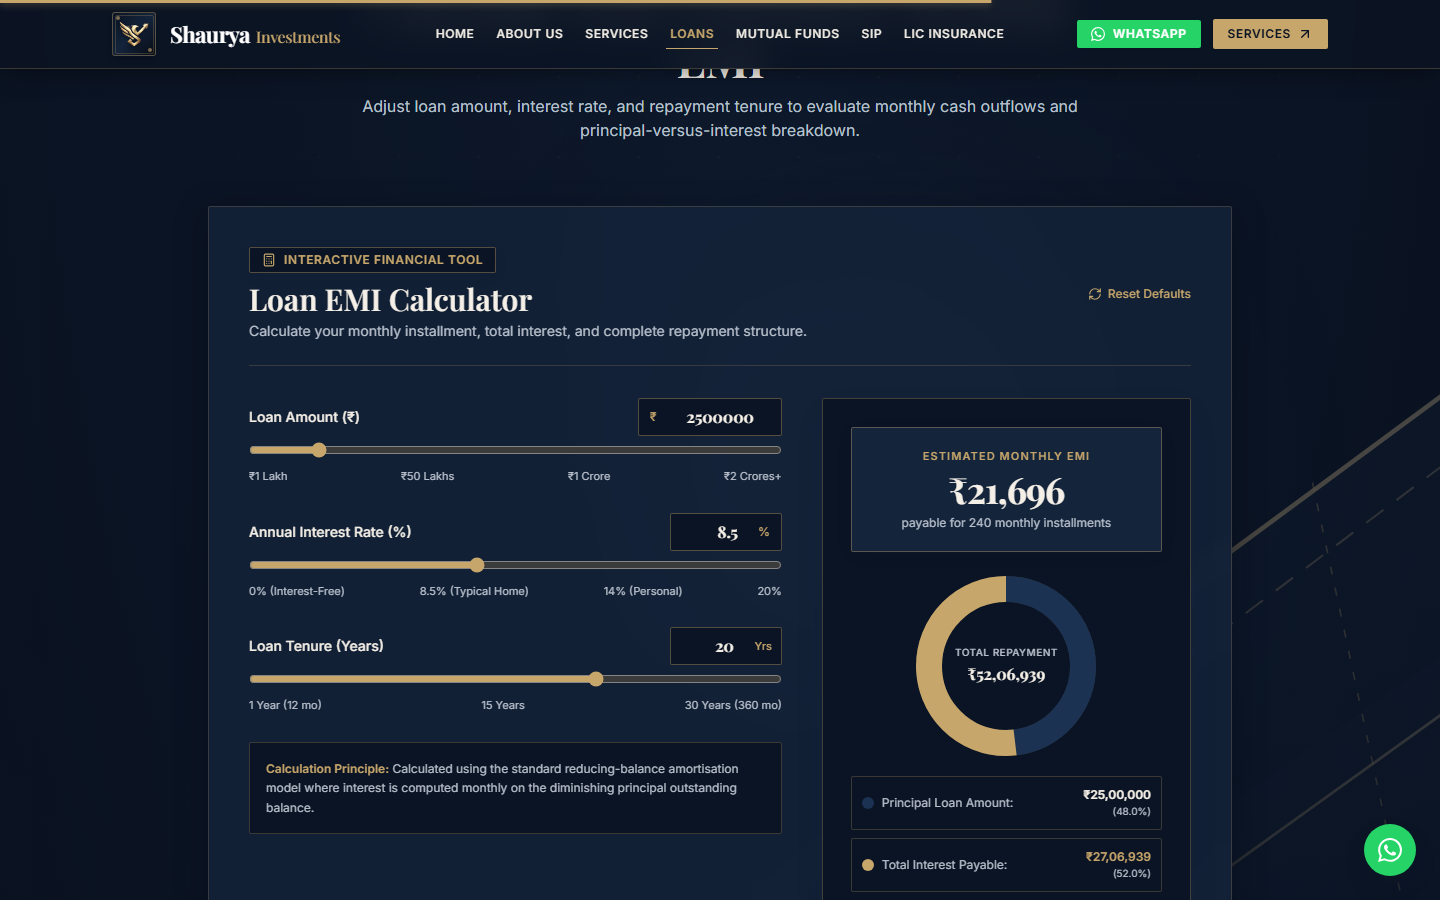 Shaurya Investments
HOME ABOUT US SERVICES LOANS MUTUAL FUNDS SIP LIC INSURANCE
WHATSAPP
SERVICES
EMI
Adjust loan amount, interest rate, and repayment tenure to evaluate monthly cash outflows and
principal-versus-interest breakdown.
INTERACTIVE FINANCIAL TOOL
Loan EMI Calculator
Reset Defaults
Calculate your monthly installment, total interest, and complete repayment structure.
Loan Amount (₹)
₹ 2500000
₹1 Lakh ₹50 Lakhs ₹1 Crore ₹2 Crores+
Annual Interest Rate (%)
8.5 %
0% (Interest-Free) 8.5% (Typical Home) 14% (Personal) 20%
Loan Tenure (Years)
20 Yrs
1 Year (12 mo) 15 Years 30 Years (360 mo)
Calculation Principle: Calculated using the standard reducing-balance amortisation
model where interest is computed monthly on the diminishing principal outstanding
balance.
ESTIMATED MONTHLY EMI
₹21,696
payable for 240 monthly installments
TOTAL REPAYMENT
₹52,06,939
Principal Loan Amount: ₹25,00,000
(48.0%)
Total Interest Payable: ₹27,06,939
(52.0%)